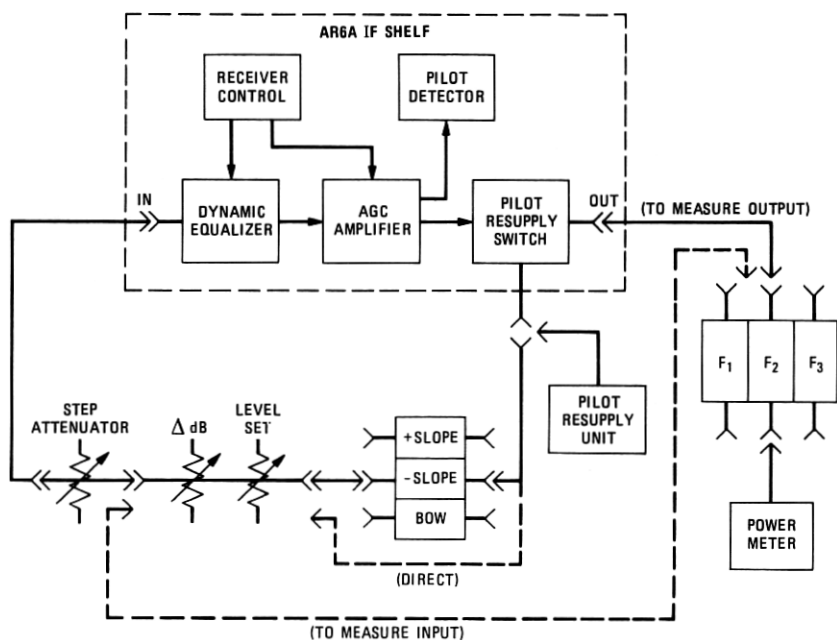 AR6A IF SHELF
RECEIVER
CONTROL
PILOT
DETECTOR
IN
DYNAMIC
EQUALIZER
AGC
AMPLIFIER
PILOT
RESUPPLY
SWITCH
OUT
(TO MEASURE OUTPUT)
F1
F2
F3
PILOT
RESUPPLY
UNIT
STEP
ATTENUATOR
Δ dB
LEVEL
SET
+SLOPE
−SLOPE
BOW
POWER
METER
(DIRECT)
(TO MEASURE INPUT)